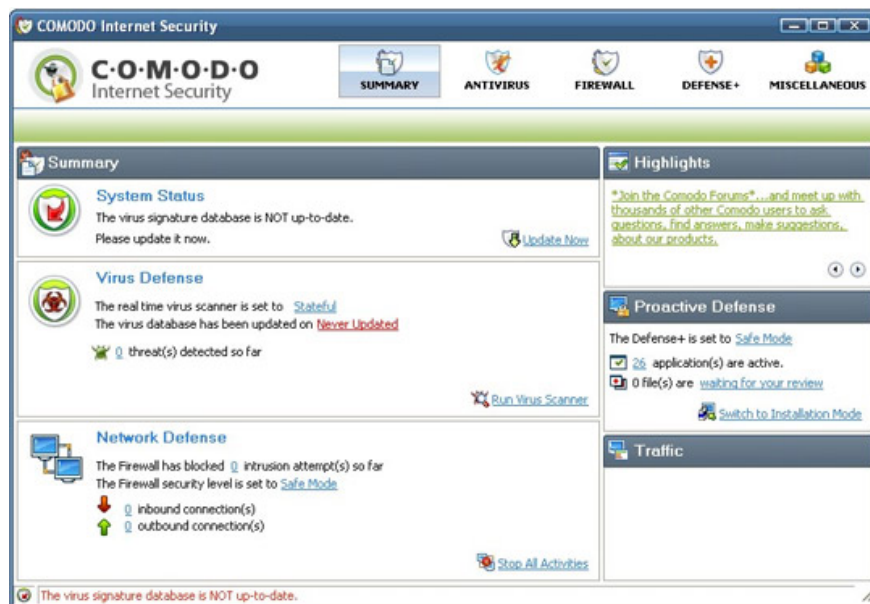 COMODO Internet Security
C·O·M·O·D·O
Internet Security
SUMMARY
ANTIVIRUS
FIREWALL
DEFENSE+
MISCELLANEOUS
Summary
System Status
The virus signature database is NOT up-to-date.
Please update it now.
Update Now
Virus Defense
The real time virus scanner is set to Stateful
The virus database has been updated on Never Updated
0 threat(s) detected so far
Run Virus Scanner
Network Defense
The Firewall has blocked 0 intrusion attempt(s) so far
The Firewall security level is set to Safe Mode
0 inbound connection(s)
0 outbound connection(s)
Stop All Activities
Highlights
*Join the Comodo Forums*...and meet up with
thousands of other Comodo users to ask
questions, find answers, make suggestions,
about our products.
Proactive Defense
The Defense+ is set to Safe Mode
26 application(s) are active.
0 file(s) are waiting for your review
Switch to Installation Mode
Traffic
The virus signature database is NOT up-to-date.